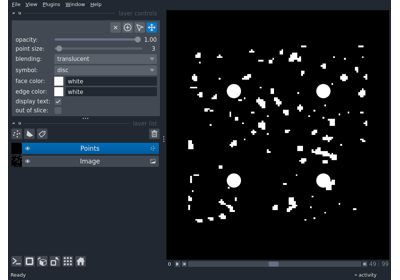 File View Plugins Window Help
layer controls
opacity: 1.00
point size: 3
blending: translucent
symbol: disc
face color: white
edge color: white
display text: ✓
out of slice:
layer list
Points
Image
49 99
Ready
activity